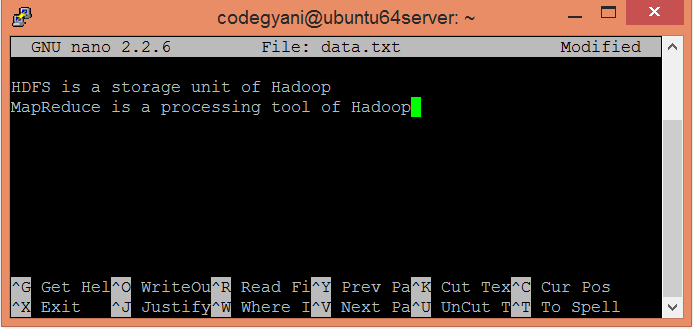 codegyani@ubuntu64server: ~
GNU nano 2.2.6 File: data.txt Modified
HDFS is a storage unit of Hadoop
MapReduce is a processing tool of Hadoop
^G Get Hel^O WriteOu^R Read Fi^Y Prev Pa^K Cut Tex^C Cur Pos
^X Exit ^J Justify^W Where I^V Next Pa^U UnCut T^T To Spell